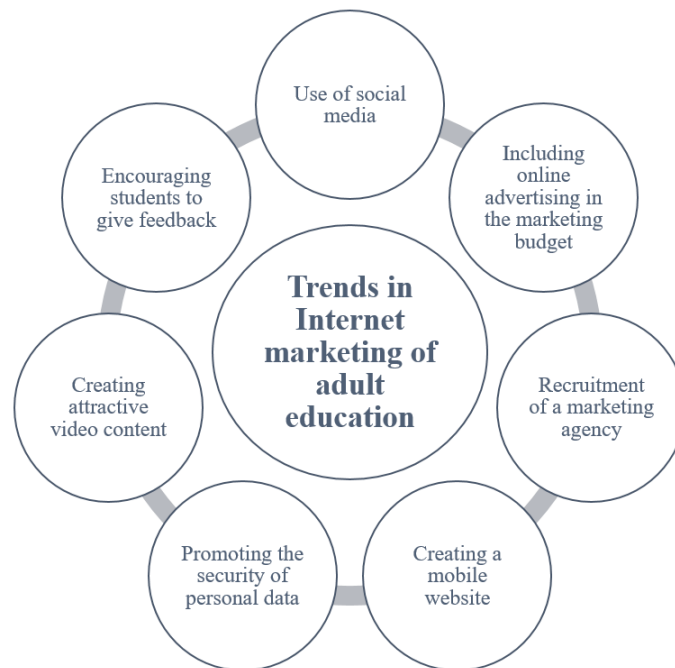 Use of social
media
Including
online
advertising in
the marketing
budget
Recruitment
of a marketing
agency
Creating a
mobile
website
Promoting the
security of
personal data
Creating
attractive
video content
Encouraging
students to
give feedback
Trends in
Internet
marketing of
adult
education